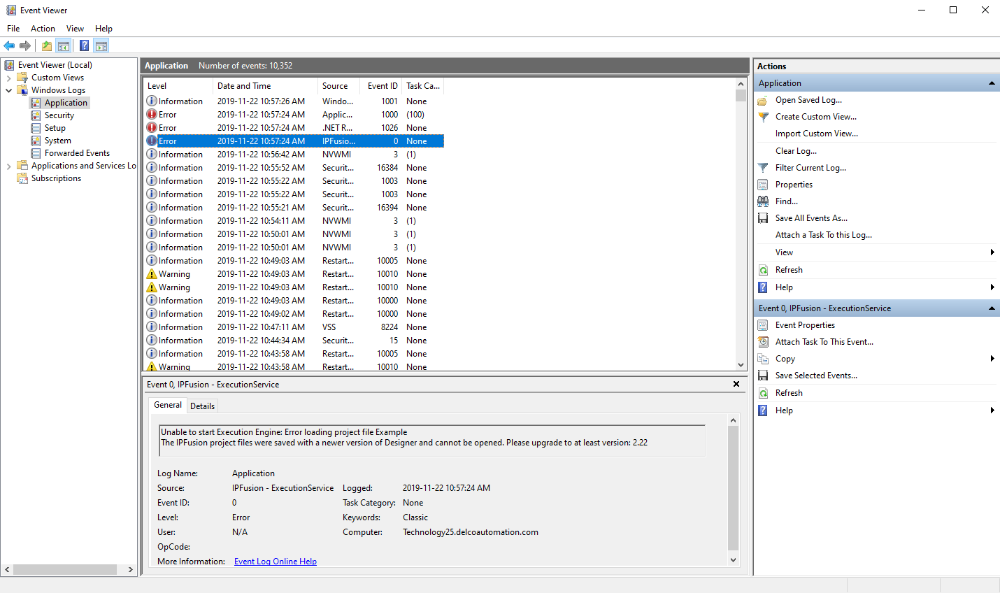 Event Viewer
File Action View Help
Event Viewer (Local)
Custom Views
Windows Logs
Application
Security
Setup
System
Forwarded Events
Applications and Services Lo
Subscriptions
Application Number of events: 10,352
Level Date and Time Source Event ID Task Ca...
Information 2019-11-22 10:57:26 AM Windo... 1001 None
Error 2019-11-22 10:57:24 AM Applic... 1000 (100)
Error 2019-11-22 10:57:24 AM .NET R... 1026 None
Error 2019-11-22 10:57:24 AM IPFusio... 0 None
Information 2019-11-22 10:56:42 AM NVWMI 3 (1)
Information 2019-11-22 10:55:52 AM Securit... 16384 None
Information 2019-11-22 10:55:22 AM Securit... 1003 None
Information 2019-11-22 10:55:22 AM Securit... 1003 None
Information 2019-11-22 10:55:21 AM Securit... 16394 None
Information 2019-11-22 10:54:11 AM NVWMI 3 (1)
Information 2019-11-22 10:50:01 AM NVWMI 3 (1)
Information 2019-11-22 10:50:01 AM NVWMI 3 (1)
Information 2019-11-22 10:49:03 AM Restart... 10005 None
Warning 2019-11-22 10:49:03 AM Restart... 10010 None
Warning 2019-11-22 10:49:03 AM Restart... 10010 None
Information 2019-11-22 10:49:03 AM Restart... 10000 None
Information 2019-11-22 10:49:02 AM Restart... 10000 None
Information 2019-11-22 10:47:11 AM VSS 8224 None
Information 2019-11-22 10:44:34 AM Securit... 15 None
Information 2019-11-22 10:43:58 AM Restart... 10005 None
Warning 2019-11-22 10:43:58 AM Restart... 10010 None
Event 0, IPFusion - ExecutionService
General Details
Unable to start Execution Engine: Error loading project file Example
The IPFusion project files were saved with a newer version of Designer and cannot be opened. Please upgrade to at least version: 2.22
Log Name: Application
Source: IPFusion - ExecutionService Logged: 2019-11-22 10:57:24 AM
Event ID: 0 Task Category: None
Level: Error Keywords: Classic
User: N/A Computer: Technology25.delcoautomation.com
OpCode:
More Information: Event Log Online Help
Actions
Application
Open Saved Log...
Create Custom View...
Import Custom View...
Clear Log...
Filter Current Log...
Properties
Find...
Save All Events As...
Attach a Task To this Log...
View
Refresh
Help
Event 0, IPFusion - ExecutionService
Event Properties
Attach Task To This Event...
Copy
Save Selected Events...
Refresh
Help